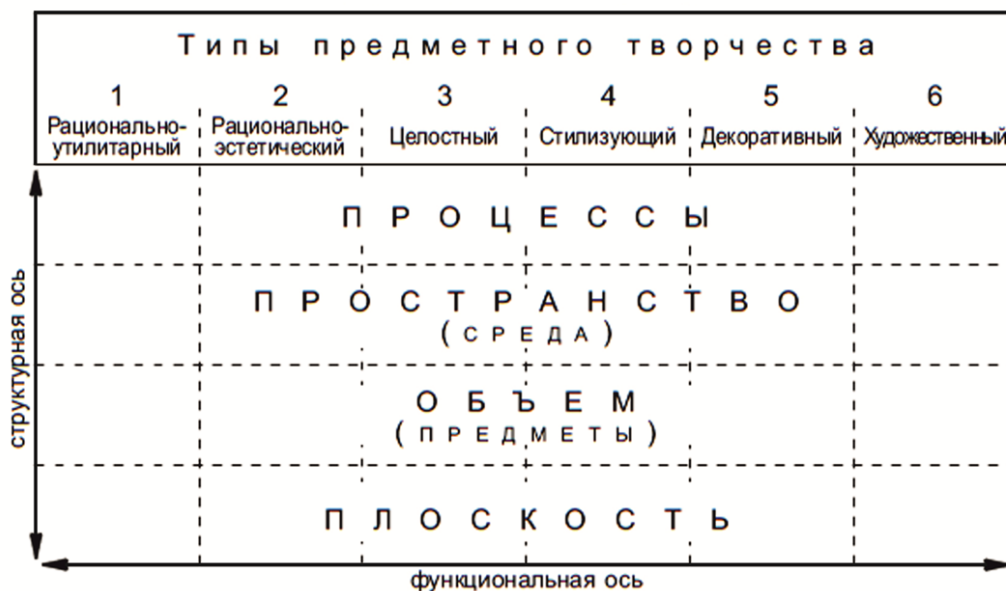 Типы предметного творчества
1 2 3 4 5 6
Рационально-утилитарный Рационально-эстетический Целостный Стилизующий Декоративный Художественный
ПРОЦЕССЫ
ПРОСТРАНСТВО
(СРЕДА)
ОБЪЕМ
(ПРЕДМЕТЫ)
ПЛОСКОСТЬ
структурная ось
функциональная ось